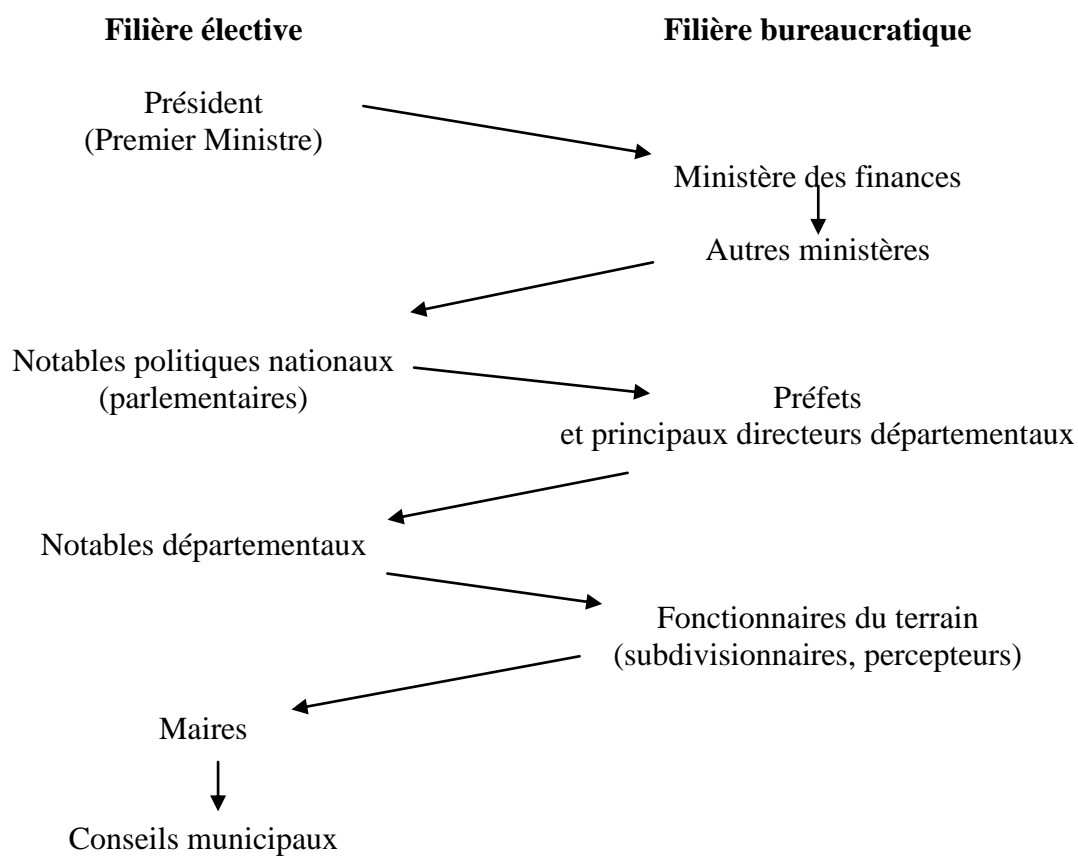 Filière élective
Filière bureaucratique
Président
(Premier Ministre)
Ministère des finances
Autres ministères
Notables politiques nationaux
(parlementaires)
Préfets
et principaux directeurs départementaux
Notables départementaux
Fonctionnaires du terrain
(subdivisionnaires, percepteurs)
Maires
Conseils municipaux